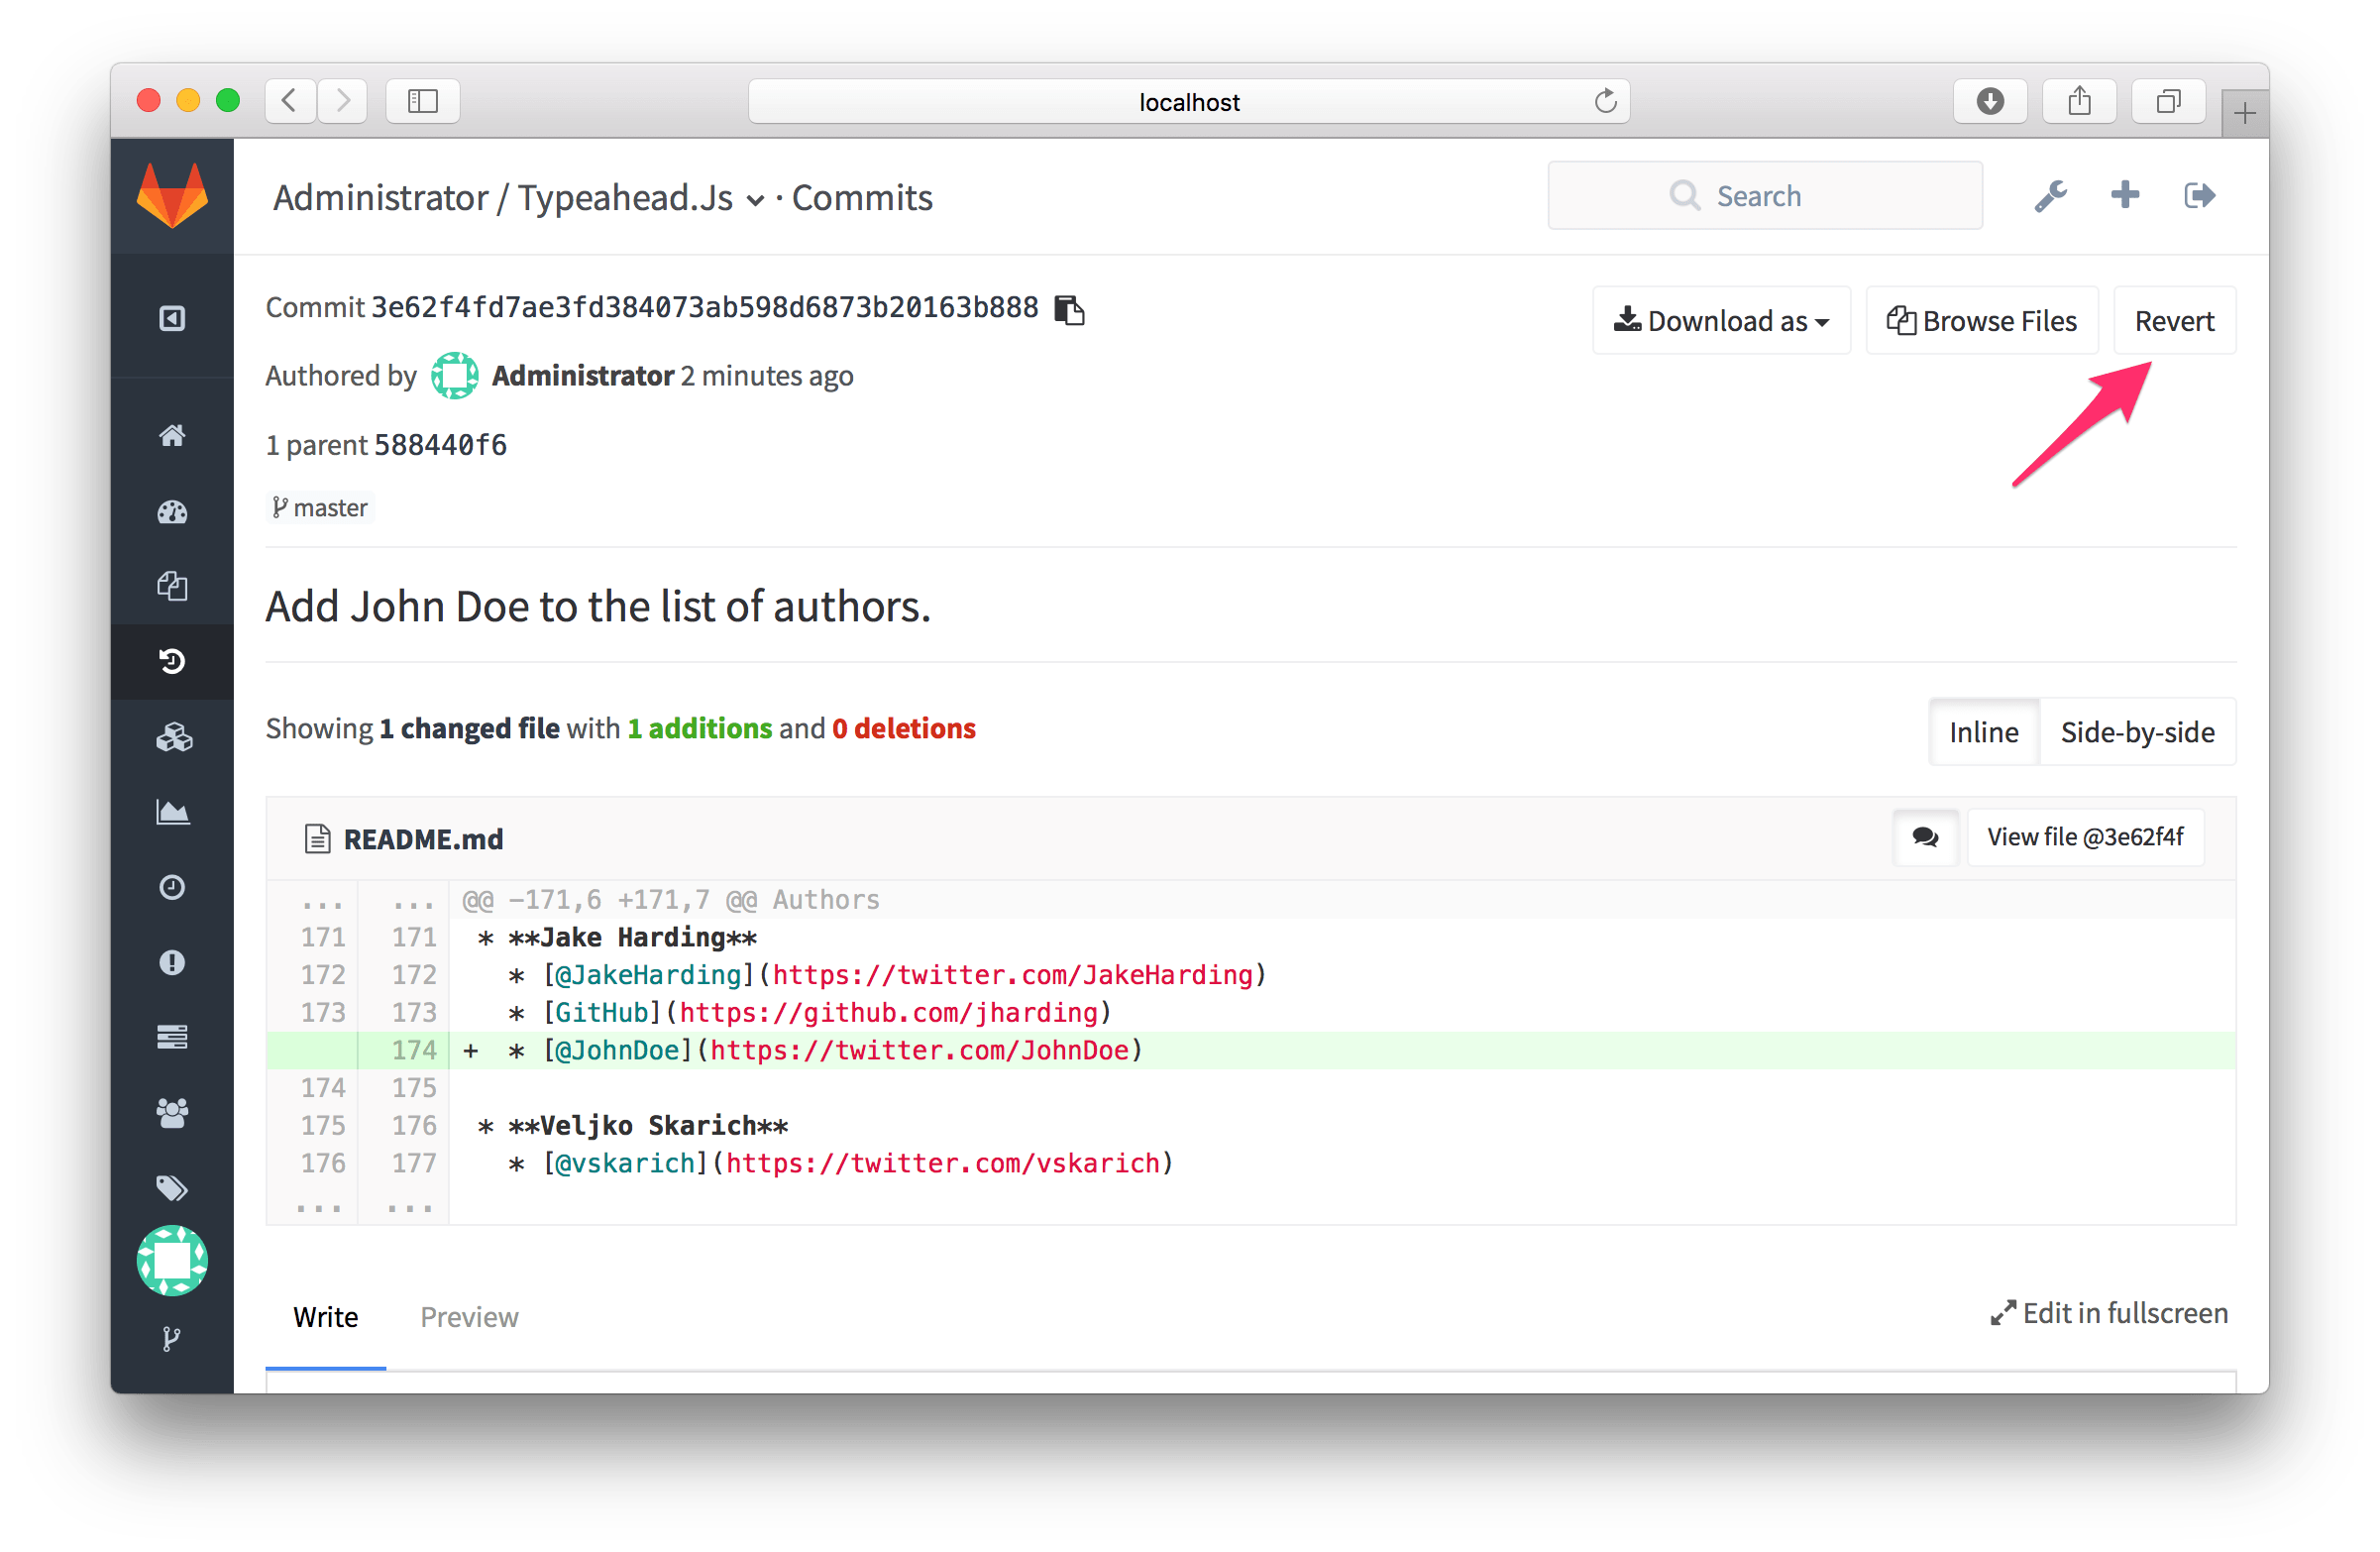 localhost
Administrator / Typeahead.Js · Commits
Search
Commit 3e62f4fd7ae3fd384073ab598d6873b20163b888
Download as
Browse Files
Revert
Authored by Administrator 2 minutes ago
1 parent 588440f6
master
Add John Doe to the list of authors.
Showing 1 changed file with 1 additions and 0 deletions
Inline
Side-by-side
README.md
View file @3e62f4f
... ... @@ -171,6 +171,7 @@ Authors
171 171 * **Jake Harding**
172 172 * [@JakeHarding](https://twitter.com/JakeHarding)
173 173 * [GitHub](https://github.com/jharding)
174 + * [@JohnDoe](https://twitter.com/JohnDoe)
174 175
175 176 * **Veljko Skarich**
176 177 * [@vskarich](https://twitter.com/vskarich)
... ...
Write
Preview
Edit in fullscreen